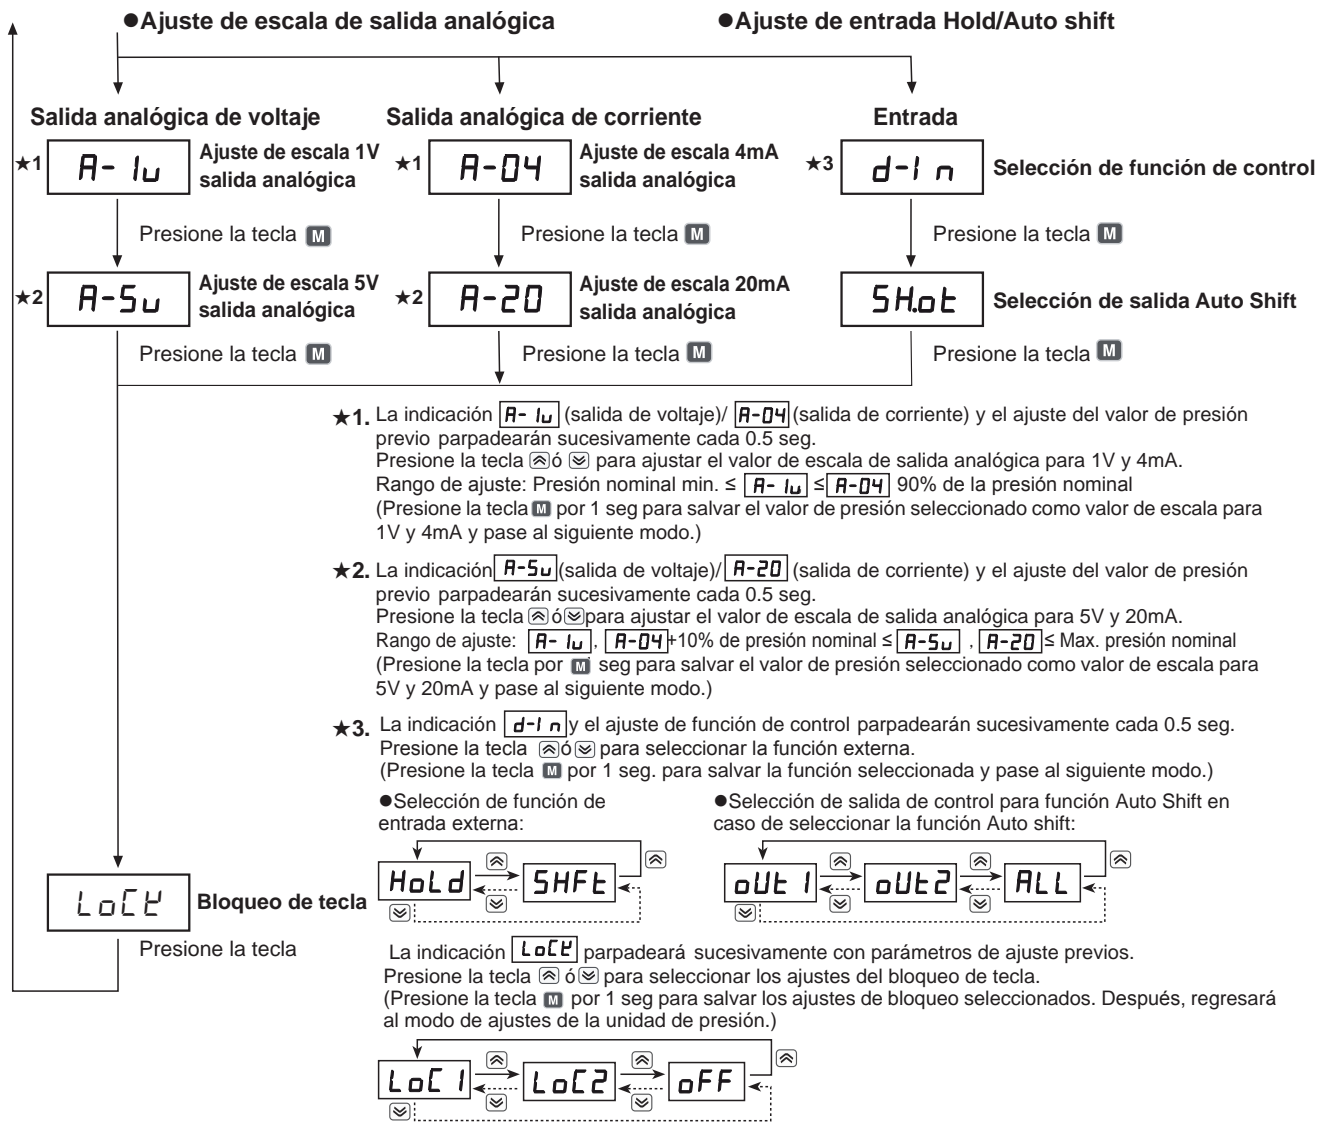 ●Ajuste de escala de salida analógica
●Ajuste de entrada Hold/Auto shift
Salida analógica de voltaje
Salida analógica de corriente
Entrada
★1 A-1v Ajuste de escala 1V
salida analógica
★1 A-04 Ajuste de escala 4mA
salida analógica
★3 d-In Selección de función de control
Presione la tecla M
Presione la tecla M
Presione la tecla M
★2 A-5v Ajuste de escala 5V
salida analógica
★2 A-20 Ajuste de escala 20mA
salida analógica
SH.ot Selección de salida Auto Shift
Presione la tecla M
Presione la tecla M
Presione la tecla M
★1. La indicación A-1v (salida de voltaje)/ A-04 (salida de corriente) y el ajuste del valor de presión
previo parpadearán sucesivamente cada 0.5 seg.
Presione la tecla ó para ajustar el valor de escala de salida analógica para 1V y 4mA.
Rango de ajuste: Presión nominal min. ≤ A-1v ≤ A-04 90% de la presión nominal
(Presione la tecla M por 1 seg para salvar el valor de presión seleccionado como valor de escala para
1V y 4mA y pase al siguiente modo.)
★2. La indicación A-5v (salida de voltaje)/ A-20 (salida de corriente) y el ajuste del valor de presión
previo parpadearán sucesivamente cada 0.5 seg.
Presione la tecla ó para ajustar el valor de escala de salida analógica para 5V y 20mA.
Rango de ajuste: A-1v , A-04 +10% de presión nominal ≤ A-5v , A-20 ≤ Max. presión nominal
(Presione la tecla por M seg para salvar el valor de presión seleccionado como valor de escala para
5V y 20mA y pase al siguiente modo.)
★3. La indicación d-In y el ajuste de función de control parpadearán sucesivamente cada 0.5 seg.
Presione la tecla ó para seleccionar la función externa.
(Presione la tecla M por 1 seg. para salvar la función seleccionada y pase al siguiente modo.)
●Selección de función de
entrada externa:
●Selección de salida de control para función Auto Shift en
caso de seleccionar la función Auto shift:
HoLd SHFt
oUt1 oUt2 ALL
LoCK Bloqueo de tecla
Presione la tecla
La indicación LoCK parpadeará sucesivamente con parámetros de ajuste previos.
Presione la tecla ó para seleccionar los ajustes del bloqueo de tecla.
(Presione la tecla M por 1 seg para salvar los ajustes de bloqueo seleccionados. Después, regresará
al modo de ajustes de la unidad de presión.)
LoC1 LoC2 oFF